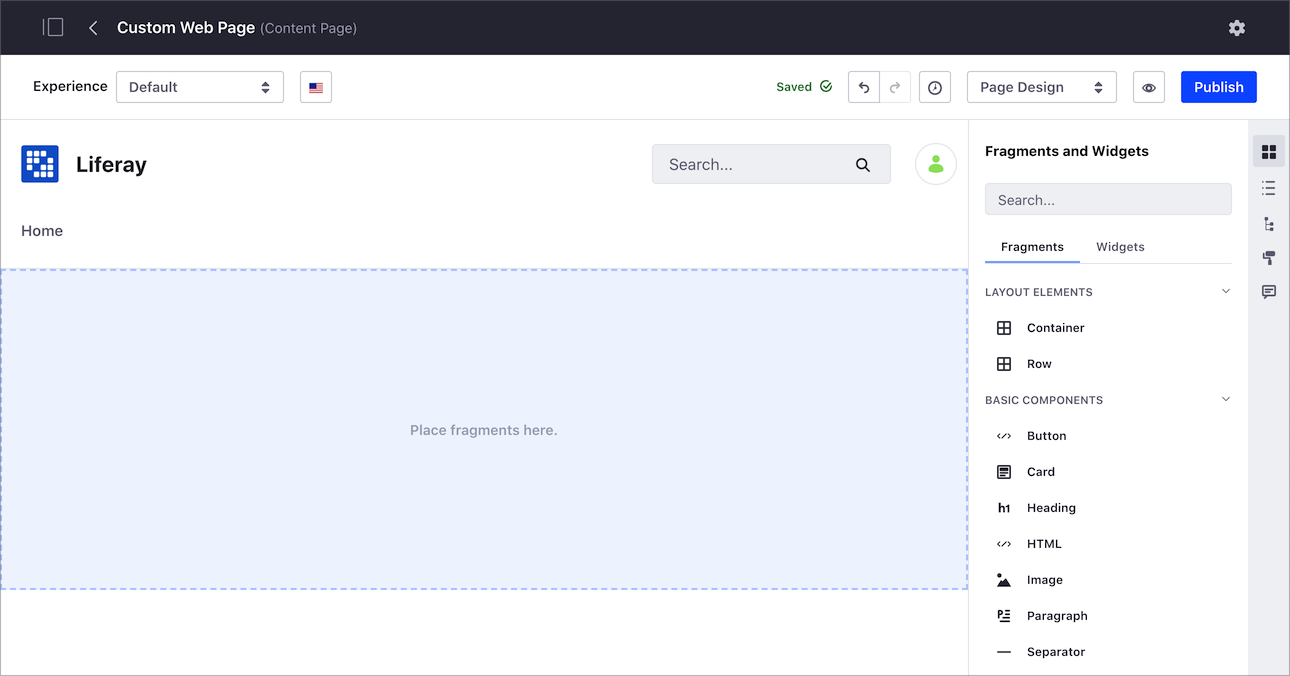 Custom Web Page (Content Page)
Experience Default Saved Page Design Publish
Liferay Search...
Home
Place fragments here.
Fragments and Widgets
Search...
Fragments Widgets
LAYOUT ELEMENTS
Container
Row
BASIC COMPONENTS
Button
Card
h1 Heading
HTML
Image
Paragraph
Separator